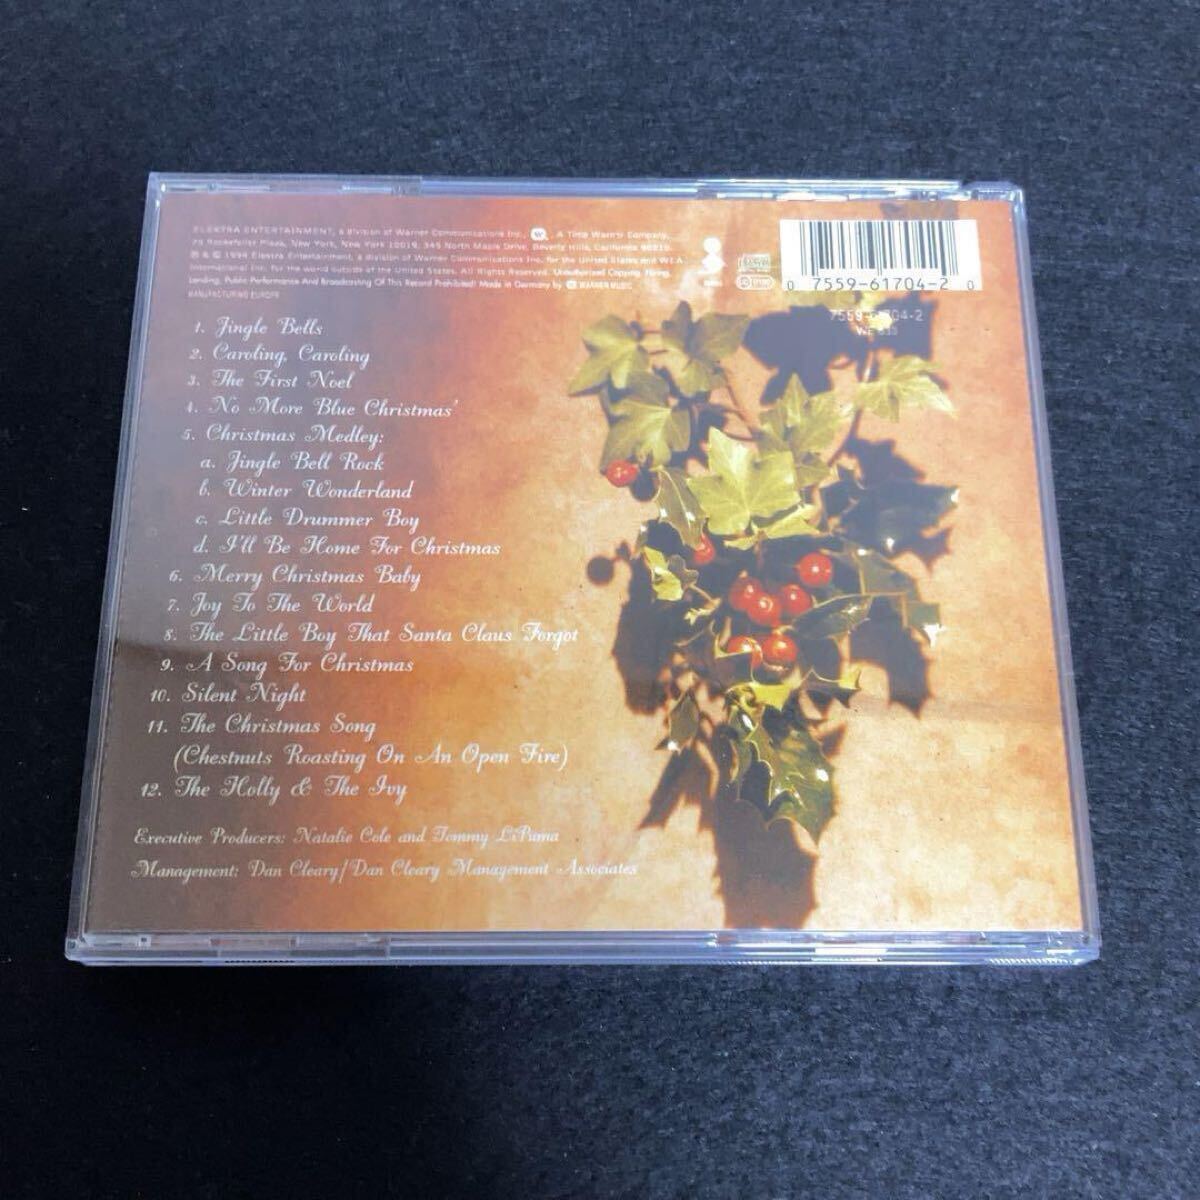 ELEKTRA ENTERTAINMENT, a division of Warner Communications Inc., A Time Warner Company,
75 Rockefeller Plaza, New York, New York 10019, 345 North Maple Drive, Beverly Hills, California 90210.
℗ & © 1994 Elektra Entertainment, a division of Warner Communications Inc., for the United States and W.E.A.
International Inc. for the world outside of the United States. All Rights Reserved. Unauthorized Copying, Hiring,
Lending, Public Performance And Broadcasting Of This Record Prohibited! Made in Germany by WARNER MUSIC
MANUFACTURING EUROPE
0 7559-61704-2 0
7559-61704-2
1. Jingle Bells
2. Caroling, Caroling
3. The First Noel
4. No More Blue Christmas'
5. Christmas Medley:
a. Jingle Bell Rock
b. Winter Wonderland
c. Little Drummer Boy
d. I'll Be Home For Christmas
6. Merry Christmas Baby
7. Joy To The World
8. The Little Boy That Santa Claus Forgot
9. A Song For Christmas
10. Silent Night
11. The Christmas Song
(Chestnuts Roasting On An Open Fire)
12. The Holly & The Ivy
Executive Producers: Natalie Cole and Tommy LiPuma
Management: Dan Cleary/Dan Cleary Management Associates